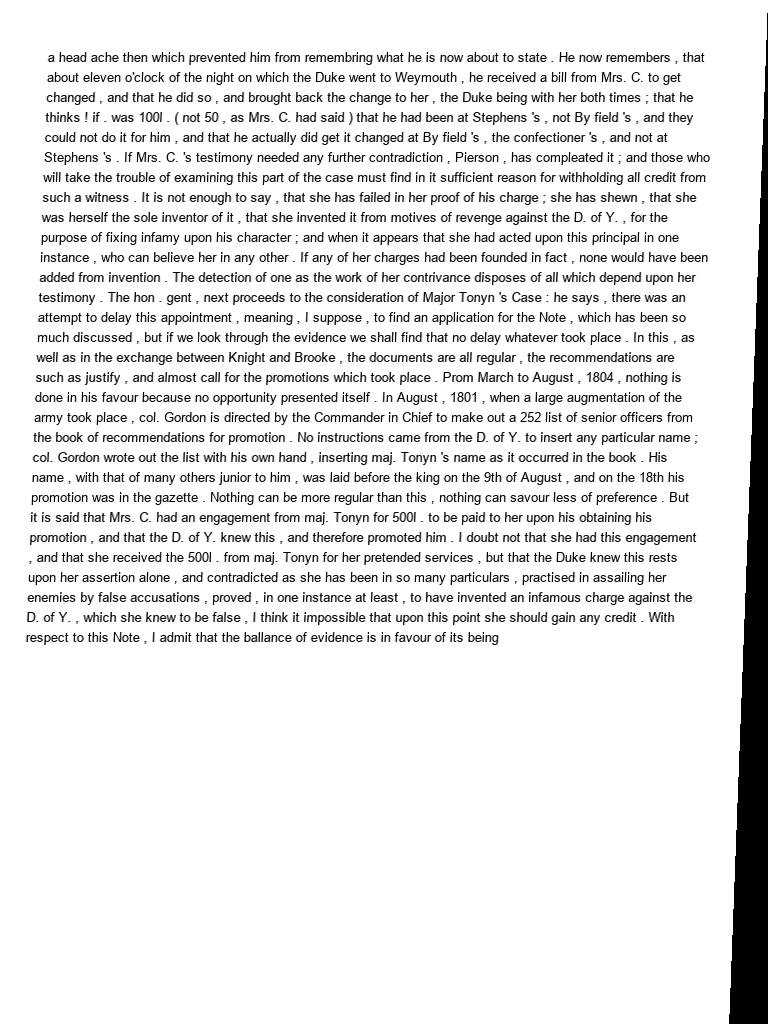 a head ache then which prevented him from remembring what he is now about to state . He now remembers , that
about eleven o'clock of the night on which the Duke went to Weymouth , he received a bill from Mrs. C. to get
changed , and that he did so , and brought back the change to her , the Duke being with her both times ; that he
thinks ! if . was 100l . ( not 50 , as Mrs. C. had said ) that he had been at Stephens 's , not By field 's , and they
could not do it for him , and that he actually did get it changed at By field 's , the confectioner 's , and not at
Stephens 's . If Mrs. C. 's testimony needed any further contradiction , Pierson , has compleated it ; and those who
will take the trouble of examining this part of the case must find in it sufficient reason for withholding all credit from
such a witness . It is not enough to say , that she has failed in her proof of his charge ; she has shewn , that she
was herself the sole inventor of it , that she invented it from motives of revenge against the D. of Y. , for the
purpose of fixing infamy upon his character ; and when it appears that she had acted upon this principal in one
instance , who can believe her in any other . If any of her charges had been founded in fact , none would have been
added from invention . The detection of one as the work of her contrivance disposes of all which depend upon her
testimony . The hon . gent , next proceeds to the consideration of Major Tonyn 's Case : he says , there was an
attempt to delay this appointment , meaning , I suppose , to find an application for the Note , which has been so
much discussed , but if we look through the evidence we shall find that no delay whatever took place . In this , as
well as in the exchange between Knight and Brooke , the documents are all regular , the recommendations are
such as justify , and almost call for the promotions which took place . Prom March to August , 1804 , nothing is
done in his favour because no opportunity presented itself . In August , 1801 , when a large augmentation of the
army took place , col. Gordon is directed by the Commander in Chief to make out a 252 list of senior officers from
the book of recommendations for promotion . No instructions came from the D. of Y. to insert any particular name ;
col. Gordon wrote out the list with his own hand , inserting maj. Tonyn 's name as it occurred in the book . His
name , with that of many others junior to him , was laid before the king on the 9th of August , and on the 18th his
promotion was in the gazette . Nothing can be more regular than this , nothing can savour less of preference . But
it is said that Mrs. C. had an engagement from maj. Tonyn for 500l . to be paid to her upon his obtaining his
promotion , and that the D. of Y. knew this , and therefore promoted him . I doubt not that she had this engagement
, and that she received the 500l . from maj. Tonyn for her pretended services , but that the Duke knew this rests
upon her assertion alone , and contradicted as she has been in so many particulars , practised in assailing her
enemies by false accusations , proved , in one instance at least , to have invented an infamous charge against the
D. of Y. , which she knew to be false , I think it impossible that upon this point she should gain any credit . With
respect to this Note , I admit that the ballance of evidence is in favour of its being